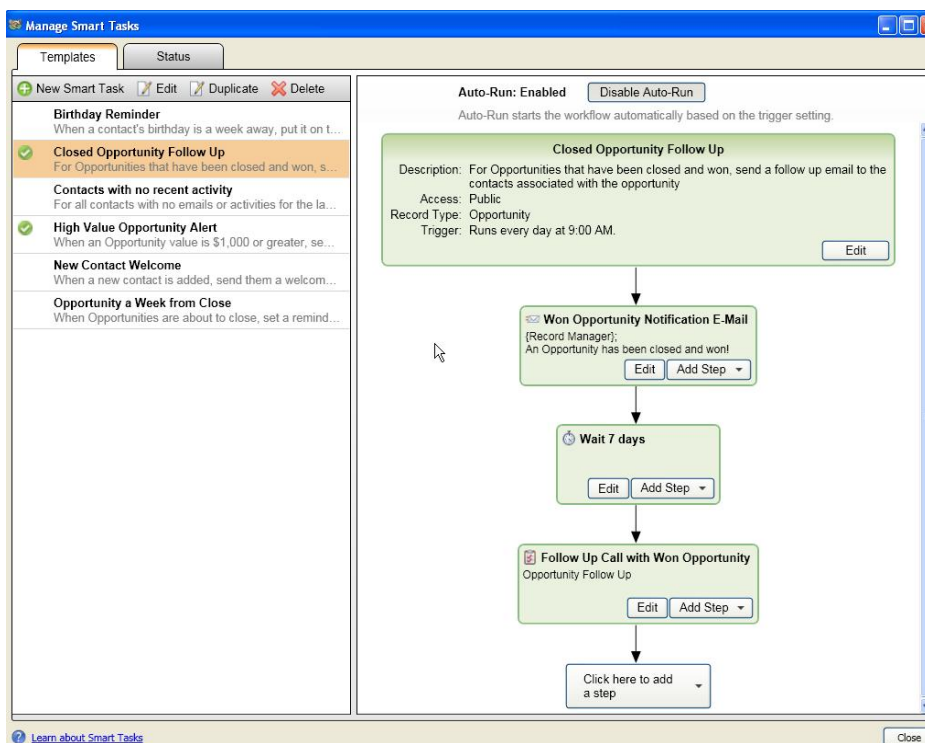 Manage Smart Tasks
Templates
Status
New Smart Task
Edit
Duplicate
Delete
Birthday Reminder
When a contact's birthday is a week away, put it on t...
Closed Opportunity Follow Up
For Opportunities that have been closed and won, s...
Contacts with no recent activity
For all contacts with no emails or activities for the la...
High Value Opportunity Alert
When an Opportunity value is $1,000 or greater, se...
New Contact Welcome
When a new contact is added, send them a welcom...
Opportunity a Week from Close
When Opportunities are about to close, set a remind...
Auto-Run: Enabled
Disable Auto-Run
Auto-Run starts the workflow automatically based on the trigger setting.
Closed Opportunity Follow Up
Description: For Opportunities that have been closed and won, send a follow up email to the
contacts associated with the opportunity
Access: Public
Record Type: Opportunity
Trigger: Runs every day at 9:00 AM.
Edit
Won Opportunity Notification E-Mail
{Record Manager};
An Opportunity has been closed and won!
Edit
Add Step
Wait 7 days
Edit
Add Step
Follow Up Call with Won Opportunity
Opportunity Follow Up
Edit
Add Step
Click here to add
a step
Learn about Smart Tasks
Close